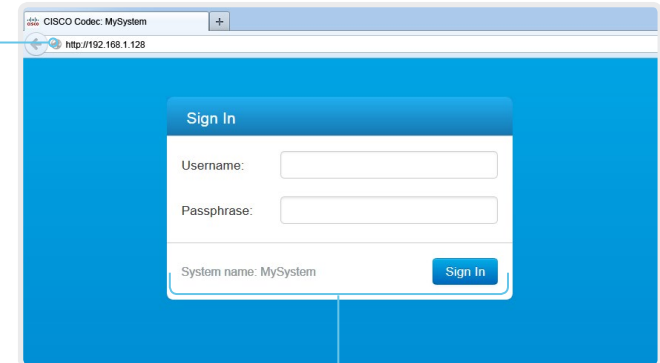 CISCO Codec: MySystem
+
http://192.168.1.128
Sign In
Username:
Passphrase:
System name: MySystem
Sign In